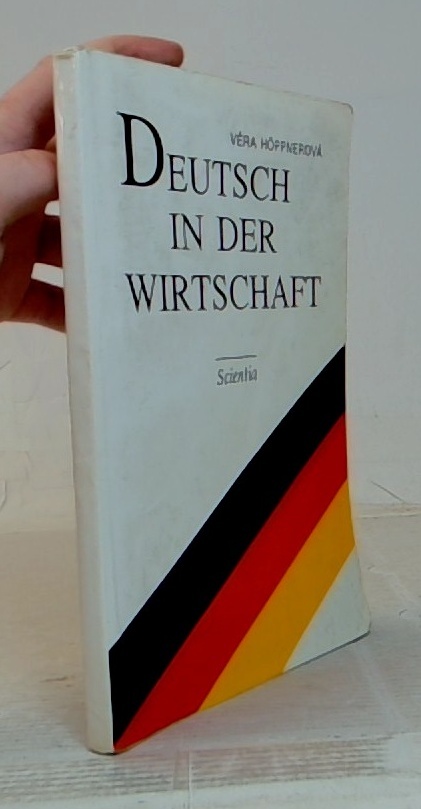 VĚRA HÖPPNEROVÁ
DEUTSCH
IN DER
WIRTSCHAFT
Scientia